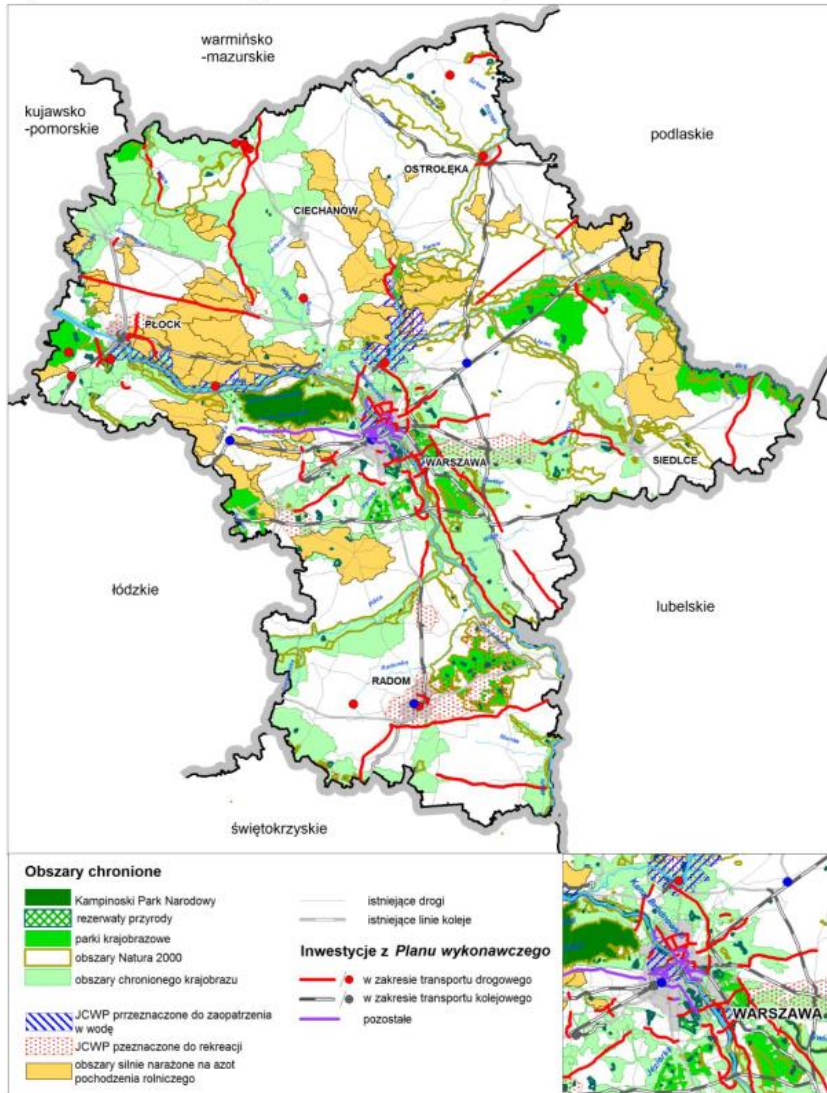 warmińsko
-mazurskie
kujawsko
-pomorskie
podlaskie
OSTROŁĘKA
CIECHANÓW
PŁOCK
WARSZAWA
SIEDLCE
łódzkie
lubelskie
Pilica
Radomka
RADOM
świętokrzyskie
Obszary chronione
Kampinoski Park Narodowy
rezerwaty przyrody
parki krajobrazowe
obszary Natura 2000
obszary chronionego krajobrazu
JCWP prrzeznaczone do zaopatrzenia
w wodę
JCWP pzeznaczone do rekreacji
obszary silnie narażone na azot
pochodzenia rolniczego
istniejące drogi
istniejące linie koleje
Inwestycje z Planu wykonawczego
w zakresie transportu drogowego
w zakresie transportu kolejowego
pozostałe
WARSZAWA
Jeziorka